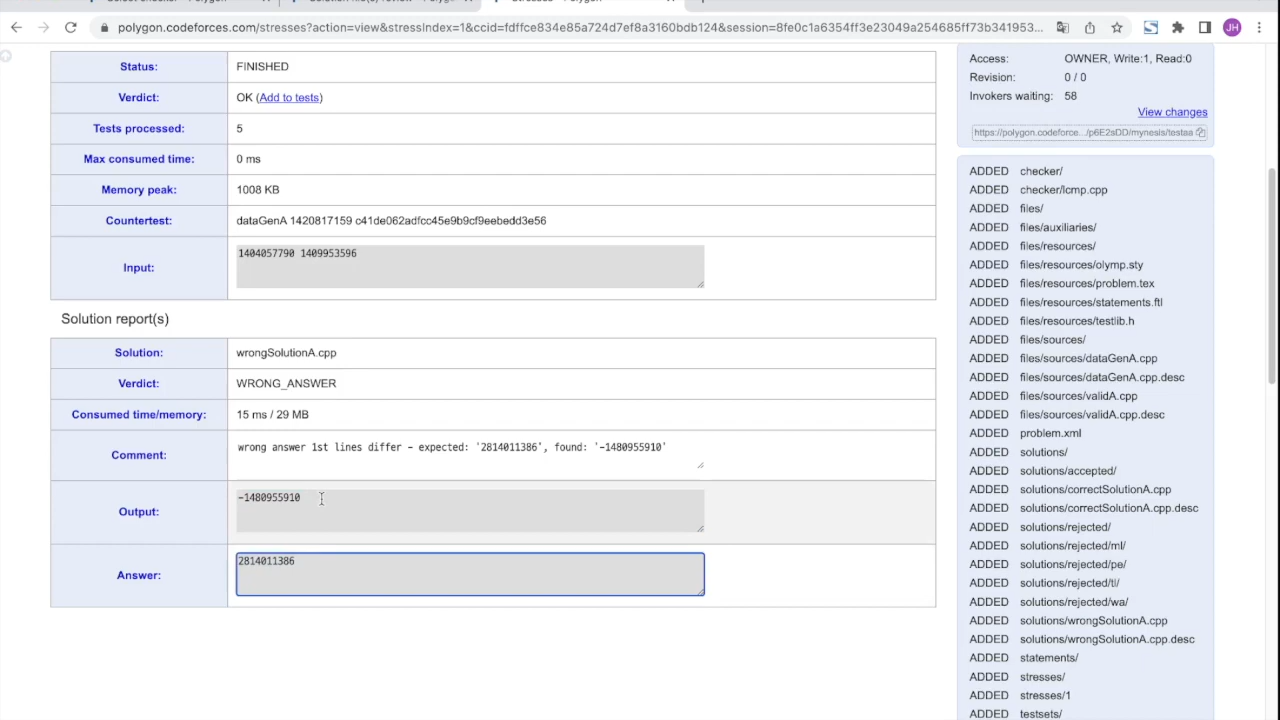 polygon.codeforces.com/stresses?action=view&stressIndex=1&ccid=fdffce834e85a724d7ef8a3160bdb124&session=8fe0c1a6354ff3e23049a254685ff73b341953...
JH
Status: FINISHED
Verdict: OK (Add to tests)
Tests processed: 5
Max consumed time: 0 ms
Memory peak: 1008 KB
Countertest: dataGenA 1420817159 c41de062adfcc45e9b9cf9eebedd3e56
Input: 1404057790 1409953596
Solution report(s)
Solution: wrongSolutionA.cpp
Verdict: WRONG_ANSWER
Consumed time/memory: 15 ms / 29 MB
Comment: wrong answer 1st lines differ - expected: '2814011386', found: '-1480955910'
Output: -1480955910
Answer: 2814011386
Access: OWNER, Write:1, Read:0
Revision: 0 / 0
Invokers waiting: 58
View changes
https://polygon.codeforce.../p6E2sDD/mynesis/testaa
ADDED checker/
ADDED checker/lcmp.cpp
ADDED files/
ADDED files/auxiliaries/
ADDED files/resources/
ADDED files/resources/olymp.sty
ADDED files/resources/problem.tex
ADDED files/resources/statements.ftl
ADDED files/resources/testlib.h
ADDED files/sources/
ADDED files/sources/dataGenA.cpp
ADDED files/sources/dataGenA.cpp.desc
ADDED files/sources/validA.cpp
ADDED files/sources/validA.cpp.desc
ADDED problem.xml
ADDED solutions/
ADDED solutions/accepted/
ADDED solutions/correctSolutionA.cpp
ADDED solutions/correctSolutionA.cpp.desc
ADDED solutions/rejected/
ADDED solutions/rejected/ml/
ADDED solutions/rejected/pe/
ADDED solutions/rejected/tl/
ADDED solutions/rejected/wa/
ADDED solutions/wrongSolutionA.cpp
ADDED solutions/wrongSolutionA.cpp.desc
ADDED statements/
ADDED stresses/
ADDED stresses/1
ADDED testsets/